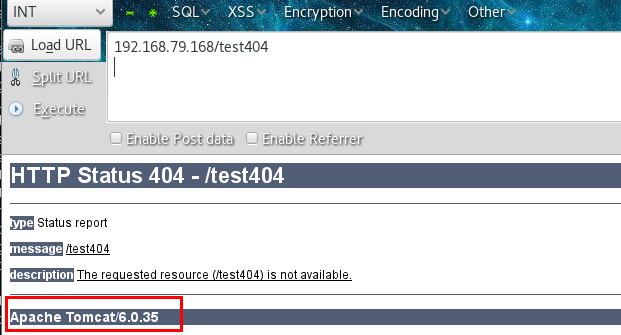 INT SQL▾ XSS▾ Encryption▾ Encoding▾ Other▾
Load URL
192.168.79.168/test404
Split URL
Execute
Enable Post data Enable Referrer
HTTP Status 404 - /test404
type Status report
message /test404
description The requested resource (/test404) is not available.
Apache Tomcat/6.0.35